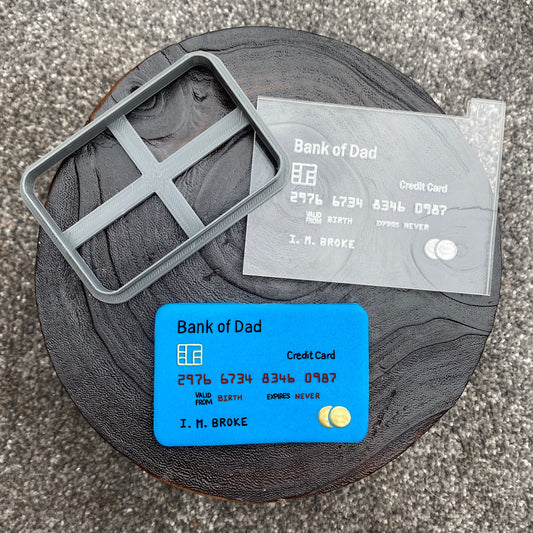 Bank of Dad
Credit Card
2976 6734 8346 0987
VALID FROM BIRTH EXPIRES NEVER
I. M. BROKE
Bank of Dad
Credit Card
2976 6734 8346 0987
VALID FROM BIRTH EXPIRES NEVER
I. M. BROKE